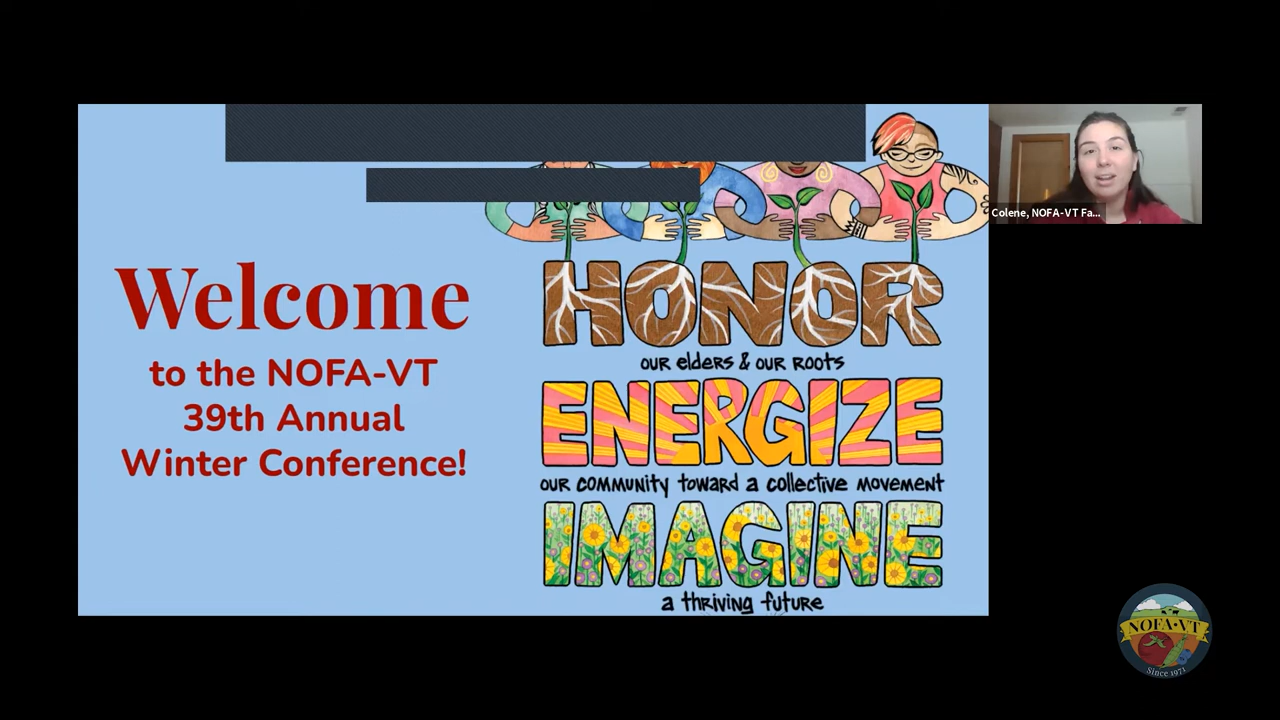 Welcome
to the NOFA-VT
39th Annual
Winter Conference!
HONOR
our elders & our roots
ENERGIZE
our community toward a collective movement
IMAGINE
a thriving future
Colene, NOFA-VT Fa...
NOFA•VT
Since 1971